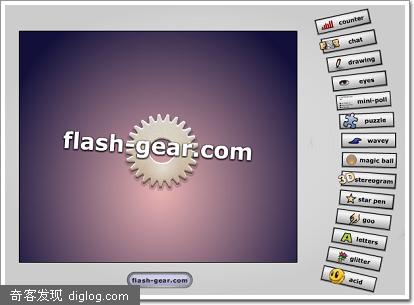 flash-gear.com
counter
chat
drawing
eyes
mini-poll
puzzle
wavey
magic ball
3D stereogram
star pen
goo
A letters
glitter
acid
flash-gear.com
奇客发现 diglog.com